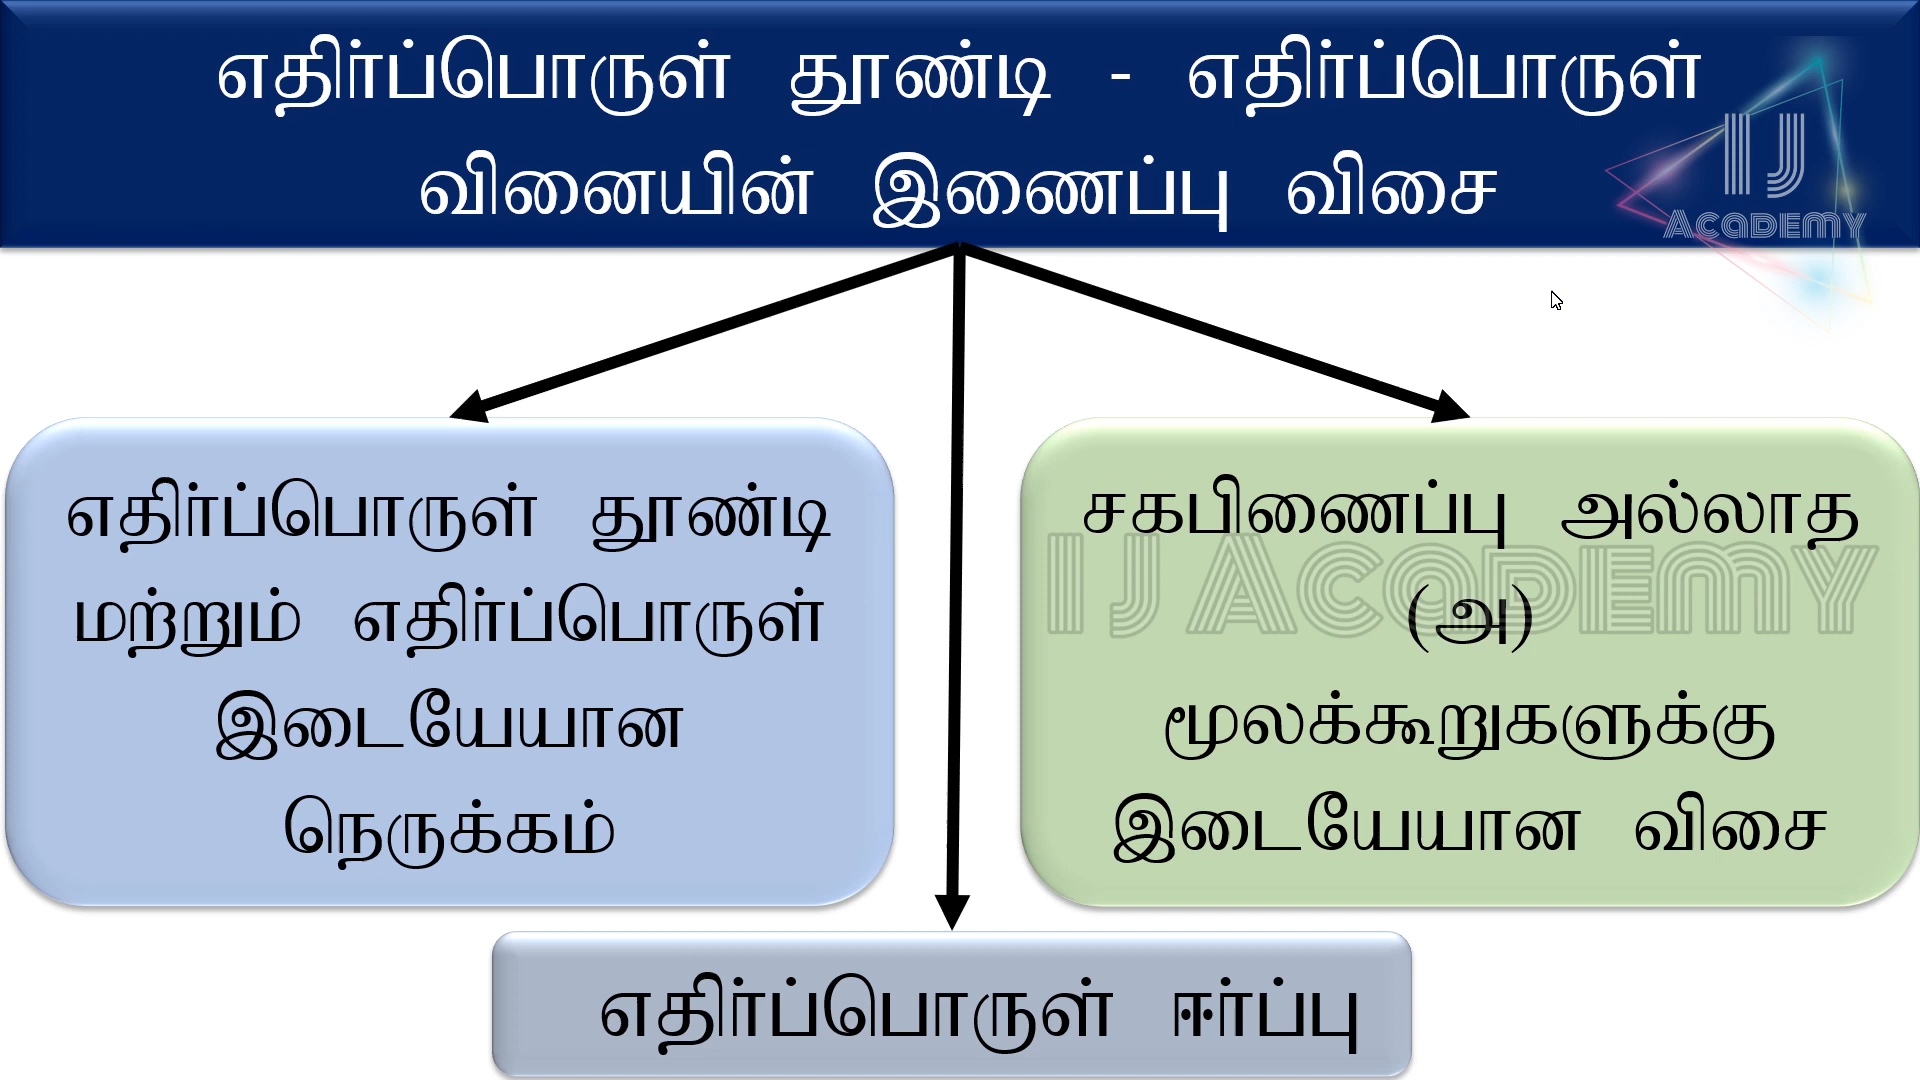 எதிர்ப்பொருள் தூண்டி - எதிர்ப்பொருள்
வினையின் இணைப்பு விசை
IJ
ACADEMY
எதிர்ப்பொருள் தூண்டி
மற்றும் எதிர்ப்பொருள்
இடையேயான
நெருக்கம்
சகபிணைப்பு அல்லாத
(அ)
மூலக்கூறுகளுக்கு
இடையேயான விசை
IJ ACADEMY
எதிர்ப்பொருள் ஈர்ப்பு